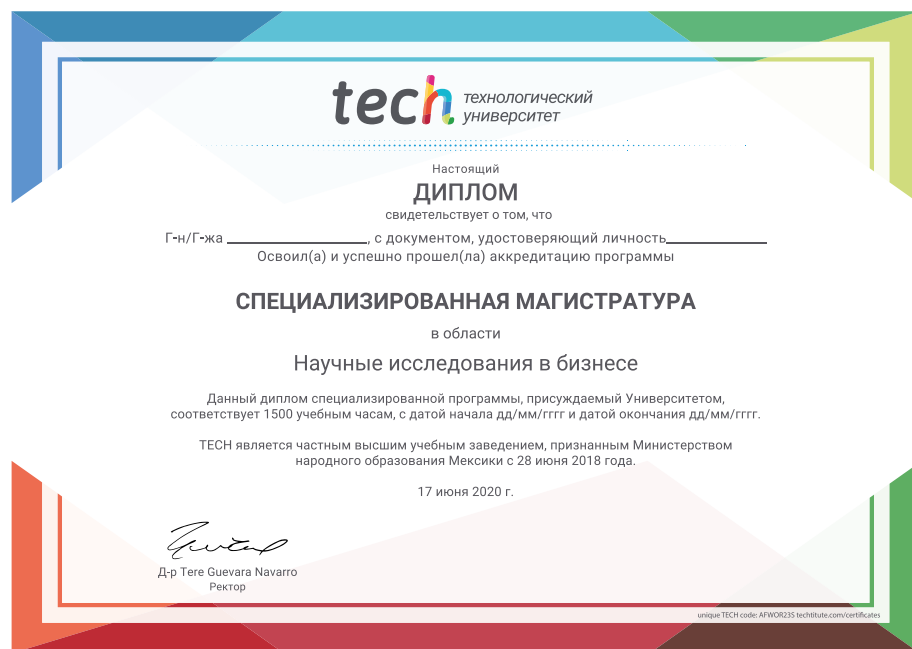 tech технологический
университет
Настоящий
ДИПЛОМ
свидетельствует о том, что
Г-н/Г-жа ____________________, с документом, удостоверяющий личность_______________
Освоил(а) и успешно прошел(ла) аккредитацию программы
СПЕЦИАЛИЗИРОВАННАЯ МАГИСТРАТУРА
в области
Научные исследования в бизнесе
Данный диплом специализированной программы, присуждаемый Университетом,
соответствует 1500 учебным часам, с датой начала дд/мм/гггг и датой окончания дд/мм/гггг.
TECH является частным высшим учебным заведением, признанным Министерством
народного образования Мексики с 28 июня 2018 года.
17 июня 2020 г.
Д-р Tere Guevara Navarro
Ректор
unique TECH code: AFWOR23S techtitute.com/certificates